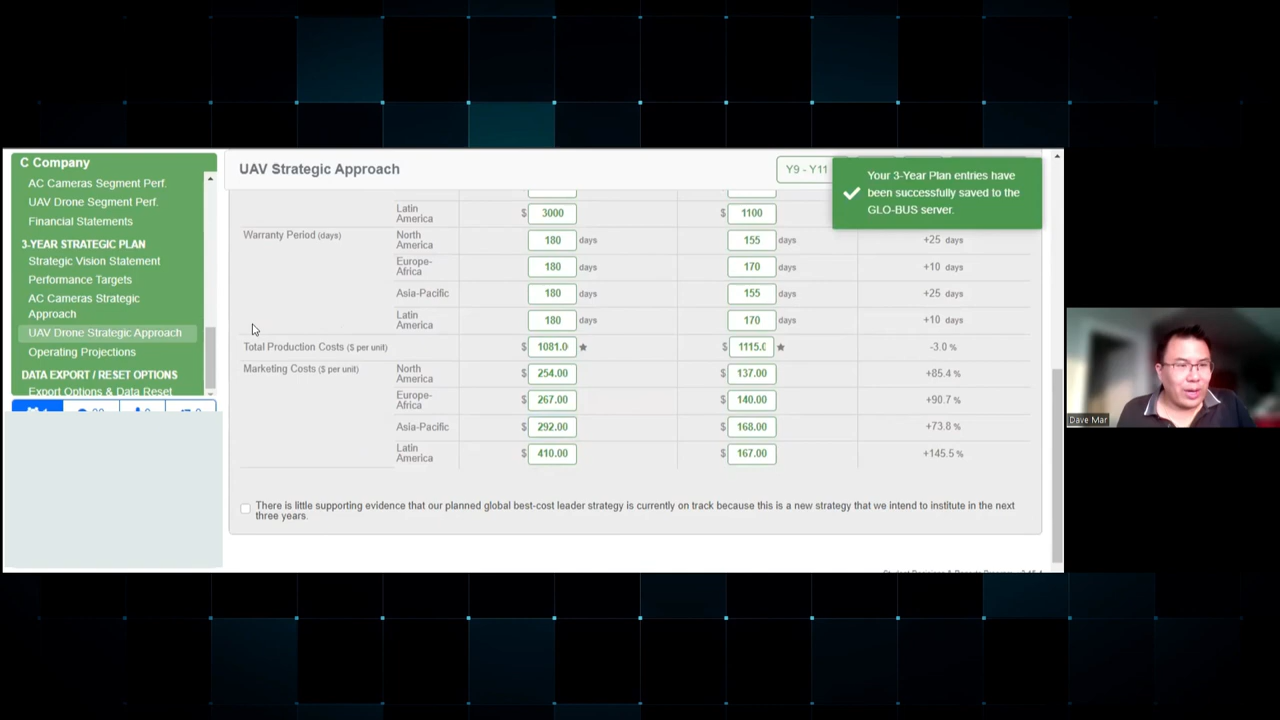 C Company
AC Cameras Segment Perf.
UAV Drone Segment Perf.
Financial Statements
3-YEAR STRATEGIC PLAN
Strategic Vision Statement
Performance Targets
AC Cameras Strategic
Approach
UAV Drone Strategic Approach
Operating Projections
DATA EXPORT / RESET OPTIONS
Export Options & Data Reset
UAV Strategic Approach
Y9 - Y11
Your 3-Year Plan entries have
been successfully saved to the
GLO-BUS server.
Latin
America
$ 3000
$ 1100
Warranty Period (days)
North
America
180 days
155 days
+25 days
Europe-
Africa
180 days
170 days
+10 days
Asia-Pacific
180 days
155 days
+25 days
Latin
America
180 days
170 days
+10 days
Total Production Costs ($ per unit)
$ 1081.0 ★
$ 1115.0 ★
-3.0 %
Marketing Costs ($ per unit)
North
America
$ 254.00
$ 137.00
+85.4 %
Europe-
Africa
$ 267.00
$ 140.00
+90.7 %
Asia-Pacific
$ 292.00
$ 168.00
+73.8 %
Latin
America
$ 410.00
$ 167.00
+145.5 %
There is little supporting evidence that our planned global best-cost leader strategy is currently on track because this is a new strategy that we intend to institute in the next
three years.
Dave Mar